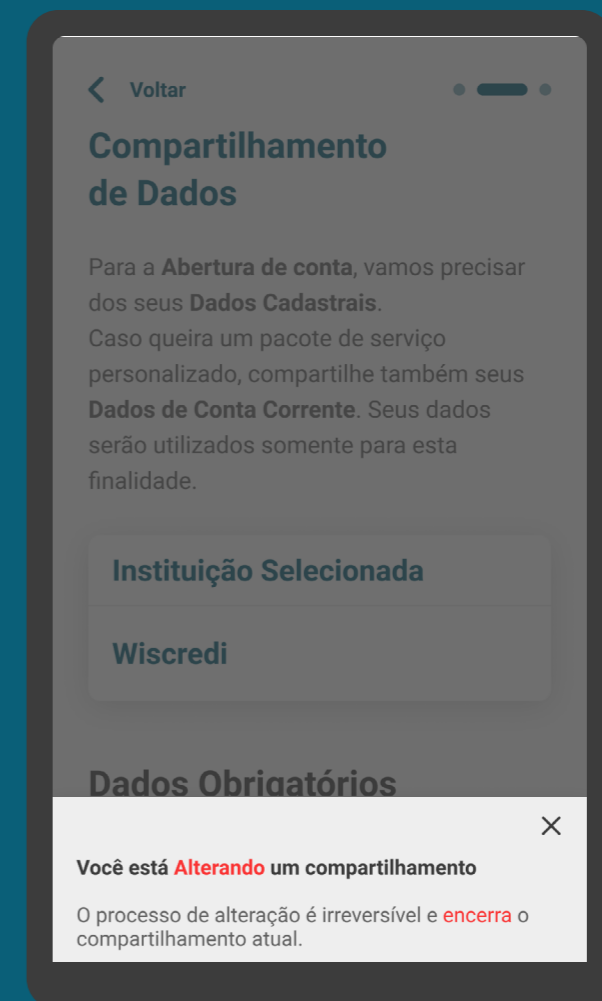 Voltar
Compartilhamento
de Dados
Para a Abertura de conta, vamos precisar
dos seus Dados Cadastrais.
Caso queira um pacote de serviço
personalizado, compartilhe também seus
Dados de Conta Corrente. Seus dados
serão utilizados somente para esta
finalidade.
Instituição Selecionada
Wiscredi
Dados Obrigatórios
Você está Alterando um compartilhamento
O processo de alteração é irreversível e encerra o
compartilhamento atual.